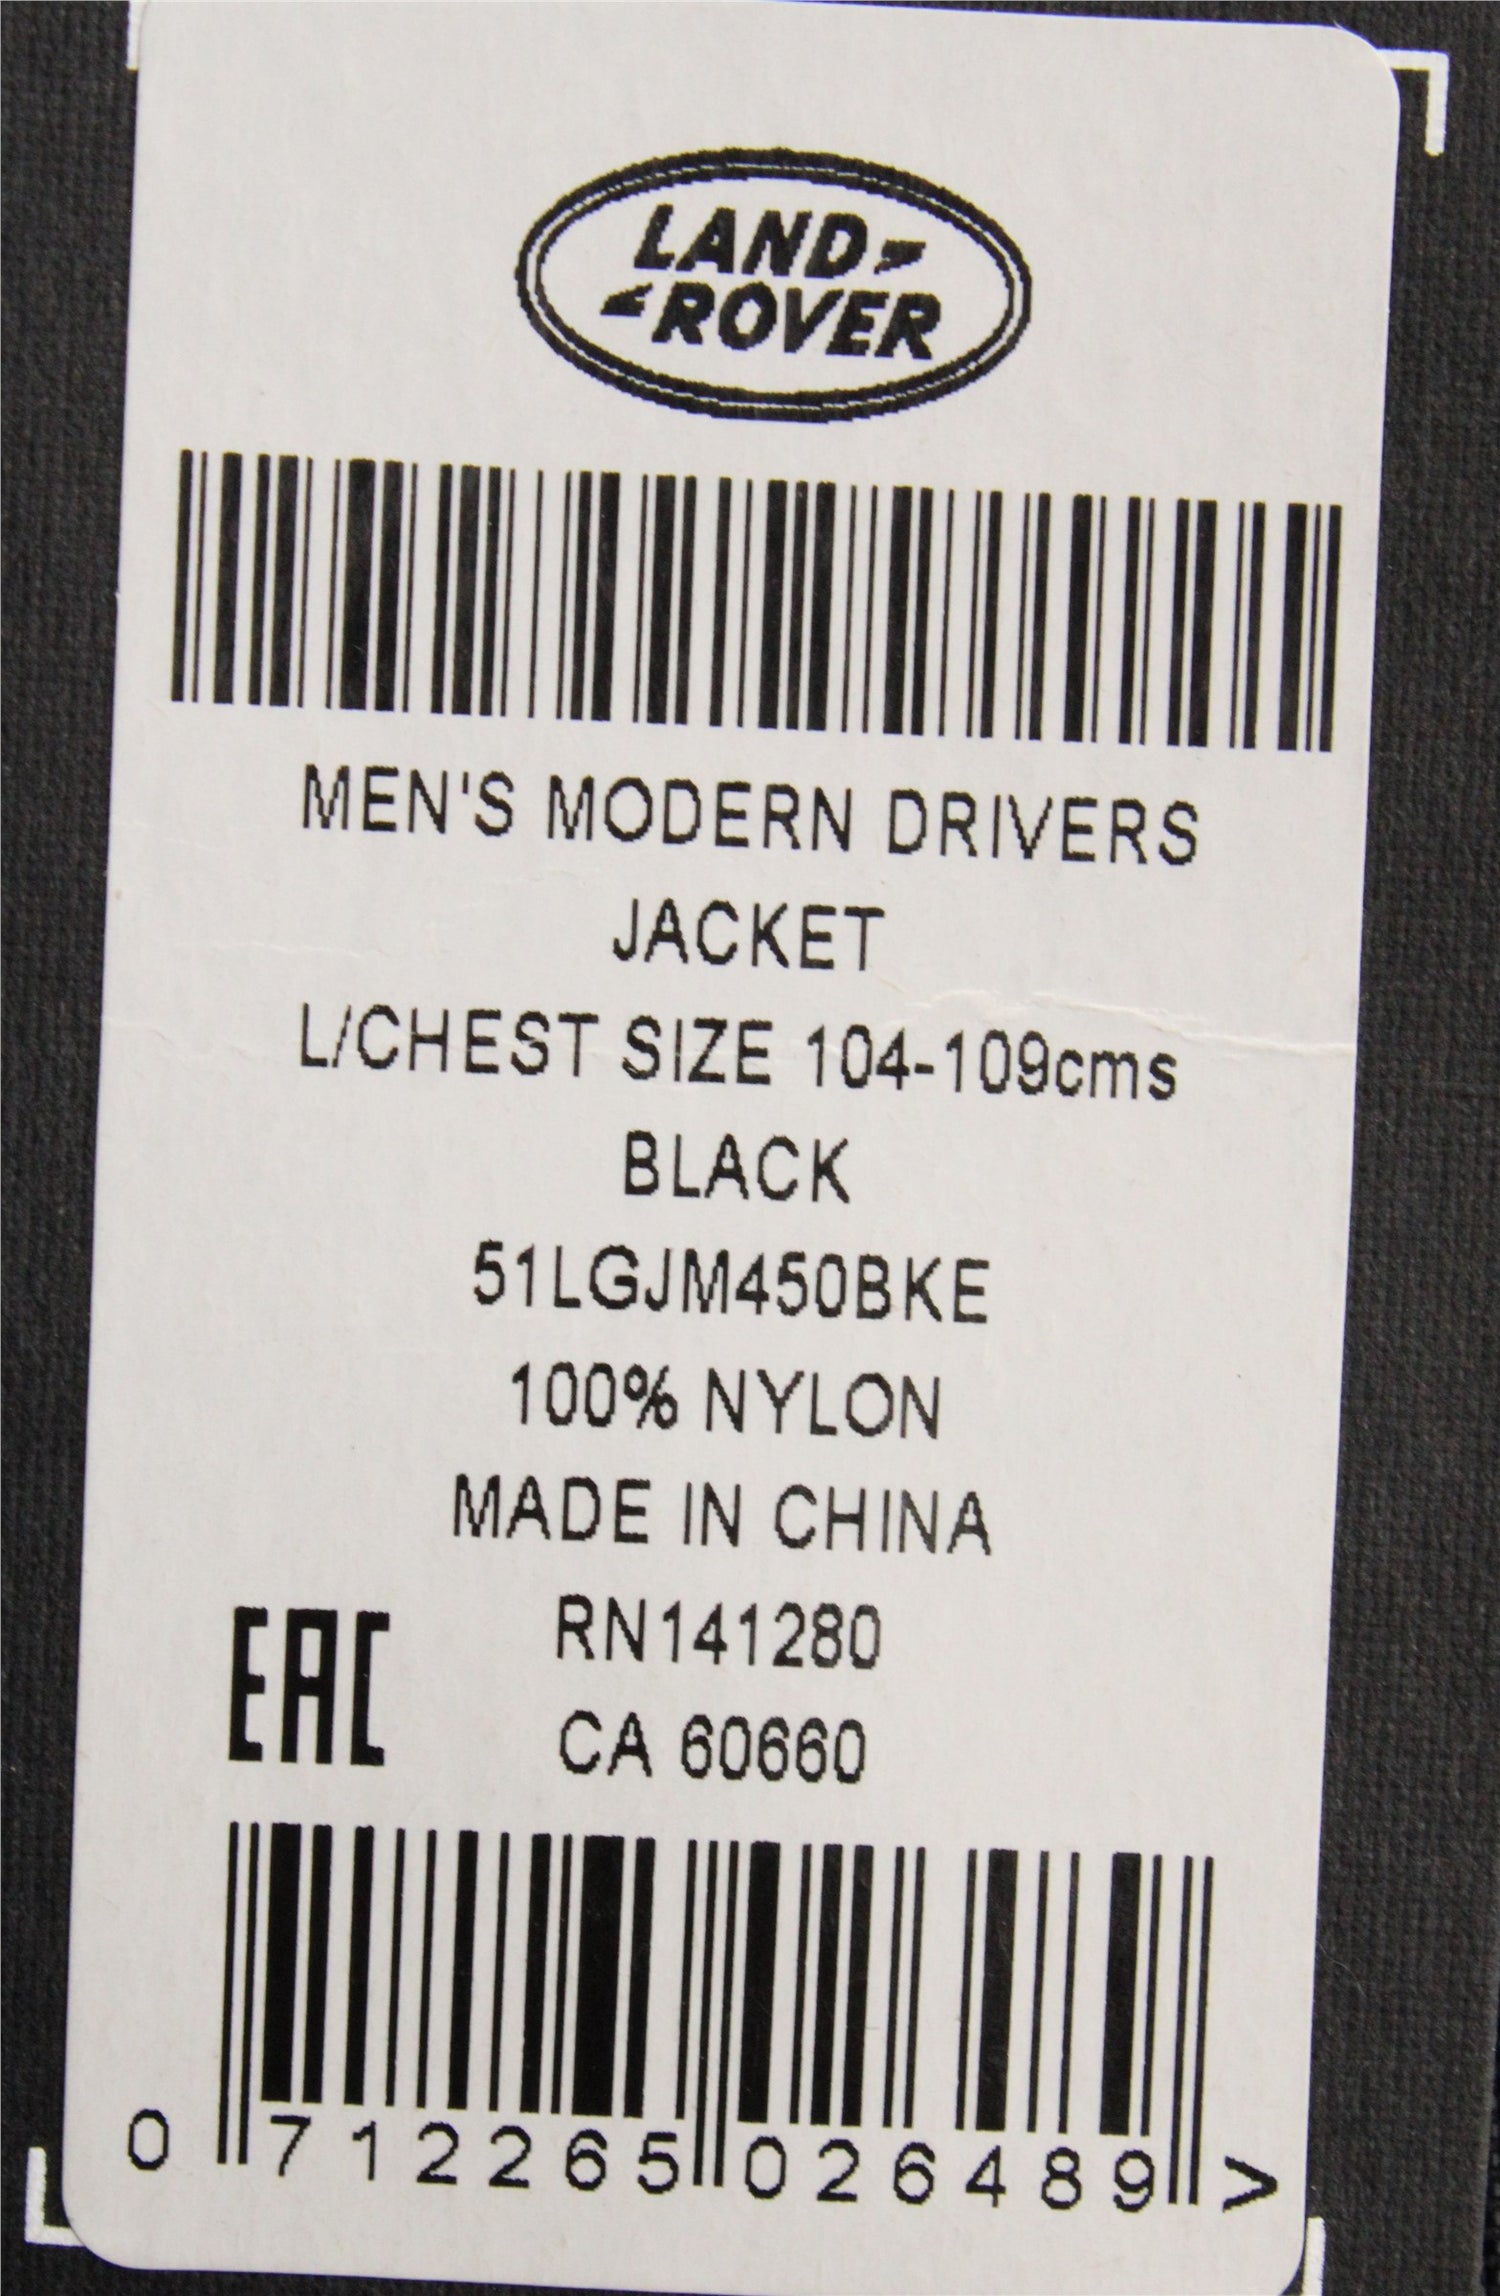 LAND
ROVER
MEN'S MODERN DRIVERS
JACKET
L/CHEST SIZE 104-109cms
BLACK
51LGJM450BKE
100% NYLON
MADE IN CHINA
RN141280
EAC
CA 60660
0 712265 026489 >